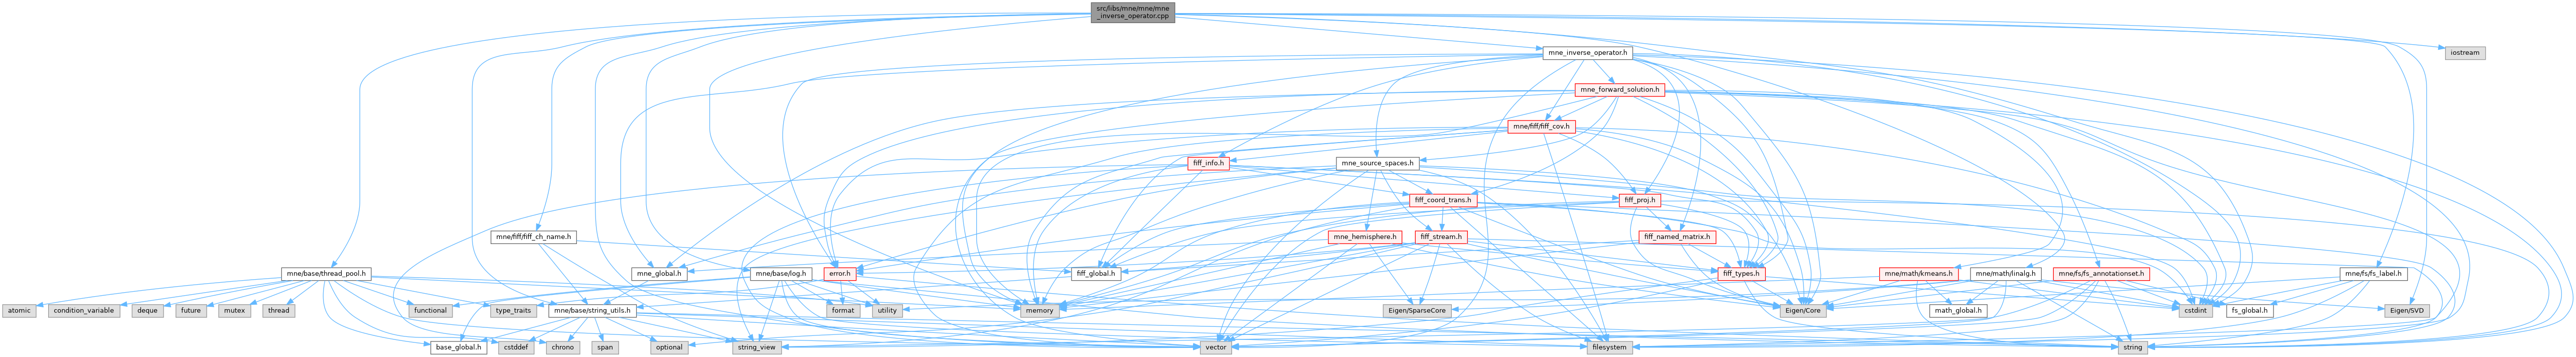 src/libs/mne/mne/mne
_inverse_operator.cpp
mne_inverse_operator.h
iostream
mne_forward_solution.h
mne/fiff/fiff_cov.h
fiff_info.h
mne_source_spaces.h
fiff_coord_trans.h
fiff_proj.h
mne/fiff/fiff_ch_name.h
mne_hemisphere.h
fiff_stream.h
fiff_named_matrix.h
mne/base/thread_pool.h
mne_global.h
mne/base/log.h
error.h
fiff_global.h
fiff_types.h
mne/math/kmeans.h
mne/math/linalg.h
mne/fs/fs_annotationset.h
mne/fs/fs_label.h
atomic
condition_variable
deque
future
mutex
thread
functional
type_traits
mne/base/string_utils.h
format
utility
memory
Eigen/SparseCore
Eigen/Core
math_global.h
cstdint
fs_global.h
Eigen/SVD
base_global.h
cstddef
chrono
span
optional
string_view
vector
filesystem
string